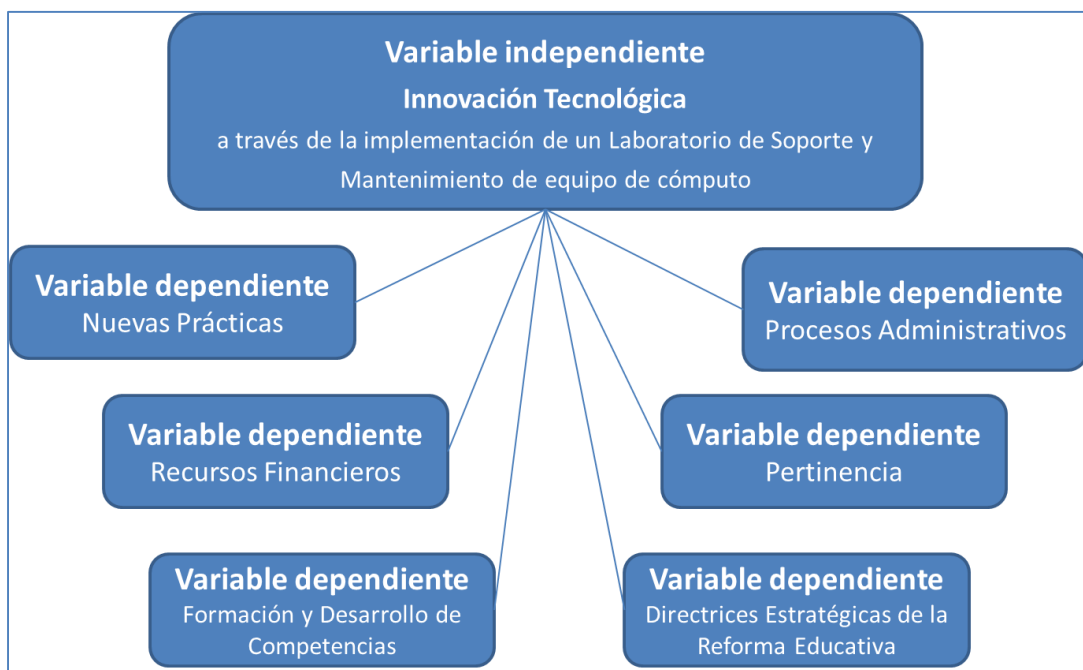 Variable independiente
Innovación Tecnológica
a través de la implementación de un Laboratorio de Soporte y
Mantenimiento de equipo de cómputo
Variable dependiente
Nuevas Prácticas
Variable dependiente
Procesos Administrativos
Variable dependiente
Recursos Financieros
Variable dependiente
Pertinencia
Variable dependiente
Formación y Desarrollo de
Competencias
Variable dependiente
Directrices Estratégicas de la
Reforma Educativa